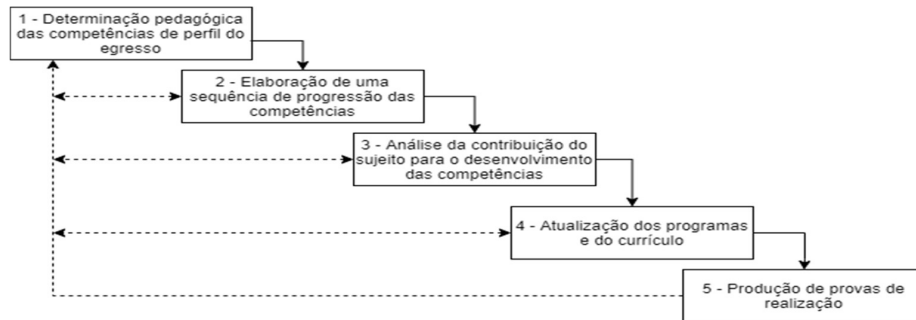 1 - Determinação pedagógica
das competências de perfil do
egresso
2 - Elaboração de uma
sequência de progressão das
competências
3 - Análise da contribuição do
sujeito para o desenvolvimento
das competências
4 - Atualização dos programas
e do currículo
5 - Produção de provas de
realização